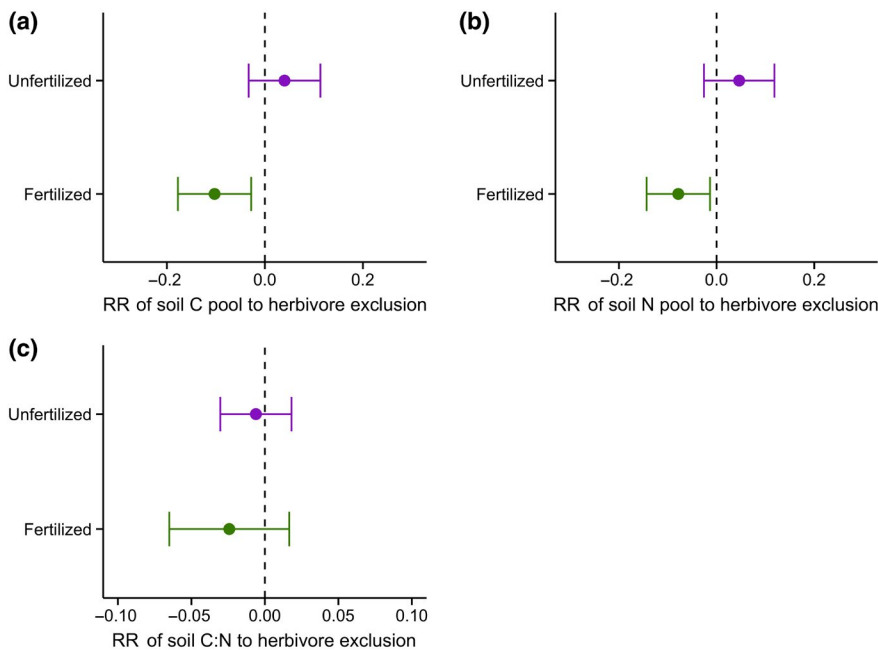 (a)
Unfertilized
Fertilized
−0.2 0.0 0.2
RR of soil C pool to herbivore exclusion
(b)
Unfertilized
Fertilized
−0.2 0.0 0.2
RR of soil N pool to herbivore exclusion
(c)
Unfertilized
Fertilized
−0.10 −0.05 0.00 0.05 0.10
RR of soil C:N to herbivore exclusion